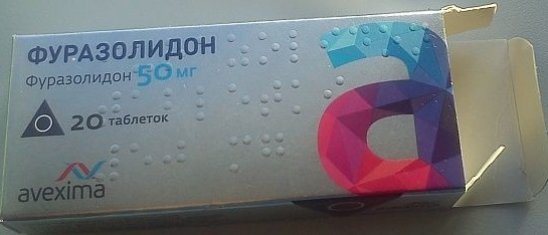 ФУРАЗОЛИДОН
Фуразолидон 50 мг
20 таблеток
avexima